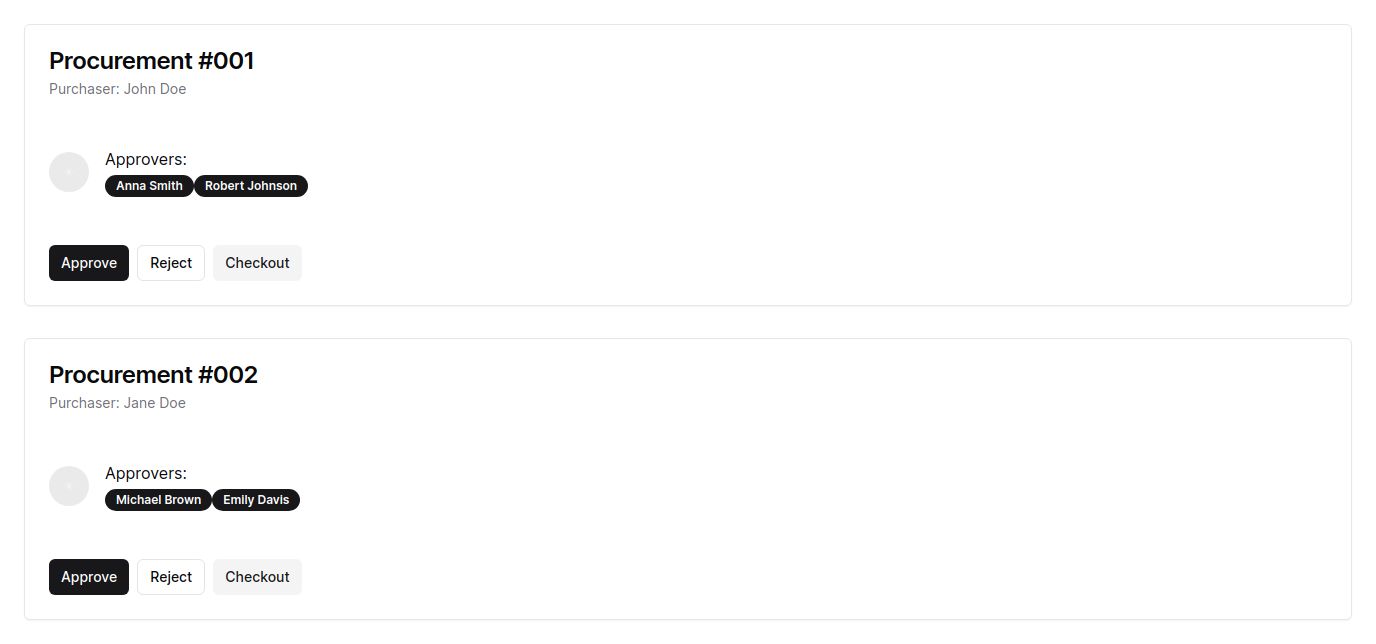 Procurement #001
Purchaser: John Doe
Approvers:
Anna Smith Robert Johnson
Approve Reject Checkout
Procurement #002
Purchaser: Jane Doe
Approvers:
Michael Brown Emily Davis
Approve Reject Checkout